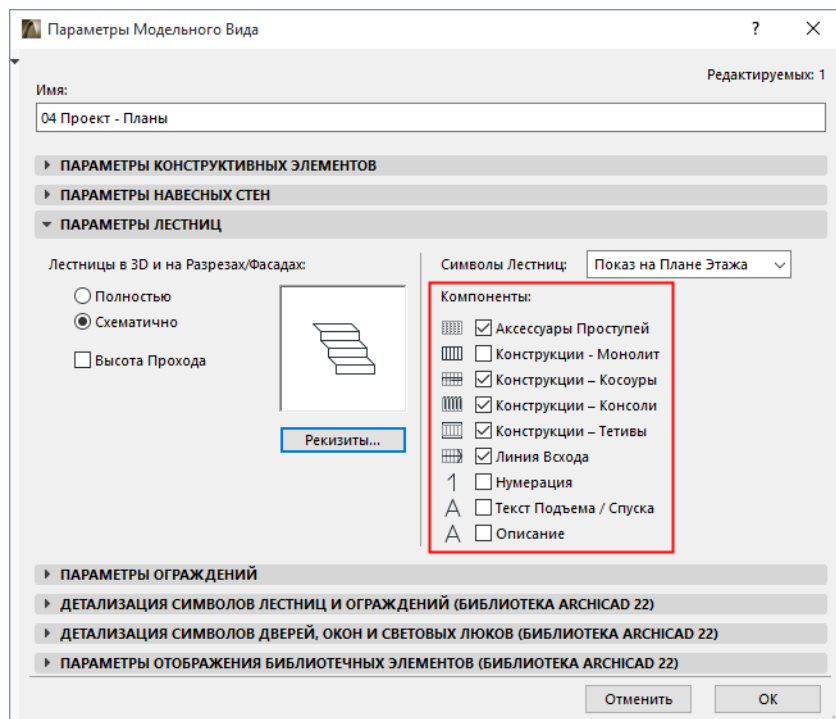 Параметры Модельного Вида
?
Редактируемых: 1
Имя:
04 Проект - Планы
ПАРАМЕТРЫ КОНСТРУКТИВНЫХ ЭЛЕМЕНТОВ
ПАРАМЕТРЫ НАВЕСНЫХ СТЕН
ПАРАМЕТРЫ ЛЕСТНИЦ
Лестницы в 3D и на Разрезах/Фасадах:
Полностью
Схематично
Высота Прохода
Рекизиты...
Символы Лестниц:
Показ на Плане Этажа
Компоненты:
Аксессуары Проступей
Конструкции - Монолит
Конструкции – Косоуры
Конструкции – Консоли
Конструкции – Тетивы
Линия Всхода
1 Нумерация
A Текст Подъема / Спуска
A Описание
ПАРАМЕТРЫ ОГРАЖДЕНИЙ
ДЕТАЛИЗАЦИЯ СИМВОЛОВ ЛЕСТНИЦ И ОГРАЖДЕНИЙ (БИБЛИОТЕКА ARCHICAD 22)
ДЕТАЛИЗАЦИЯ СИМВОЛОВ ДВЕРЕЙ, ОКОН И СВЕТОВЫХ ЛЮКОВ (БИБЛИОТЕКА ARCHICAD 22)
ПАРАМЕТРЫ ОТОБРАЖЕНИЯ БИБЛИОТЕЧНЫХ ЭЛЕМЕНТОВ (БИБЛИОТЕКА ARCHICAD 22)
Отменить
ОК